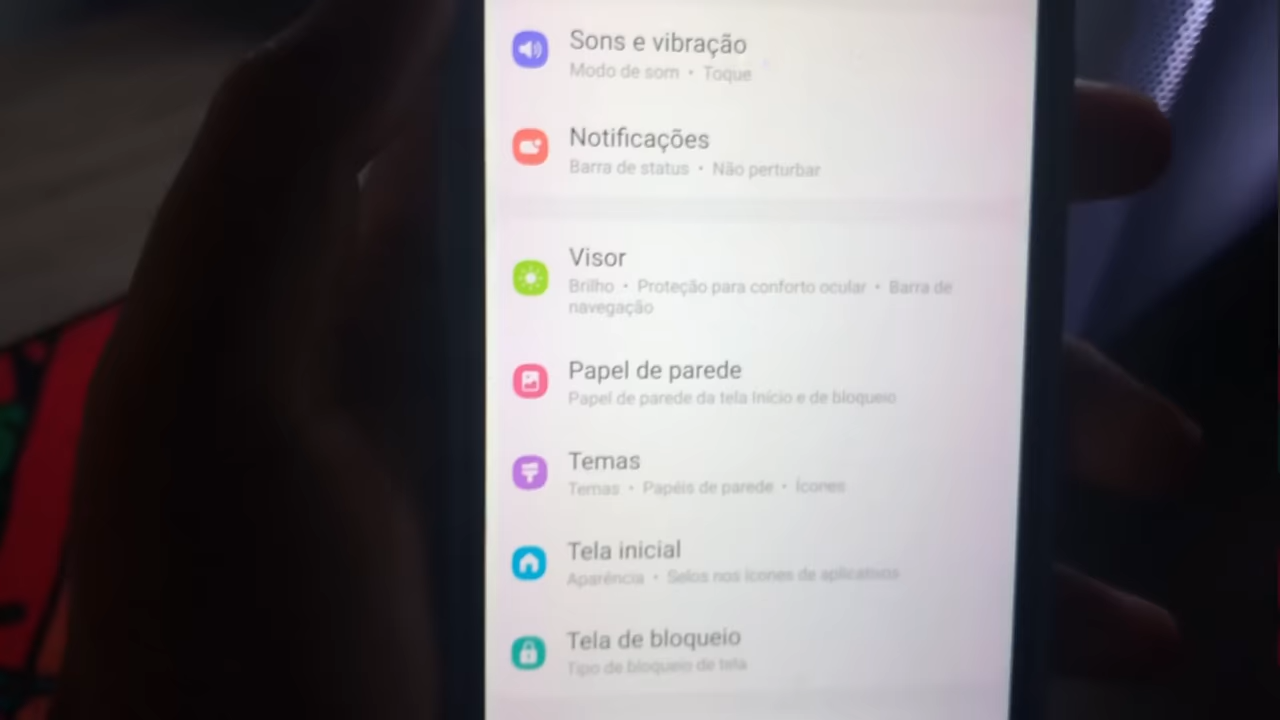 Sons e vibração
Modo de som • Toque
Notificações
Barra de status • Não perturbar
Visor
Brilho • Proteção para conforto ocular • Barra de
navegação
Papel de parede
Papel de parede da tela Início e de bloqueio
Temas
Temas • Papéis de parede • Ícones
Tela inicial
Aparência • Selos nos ícones de aplicativos
Tela de bloqueio
Tipo de bloqueio de tela